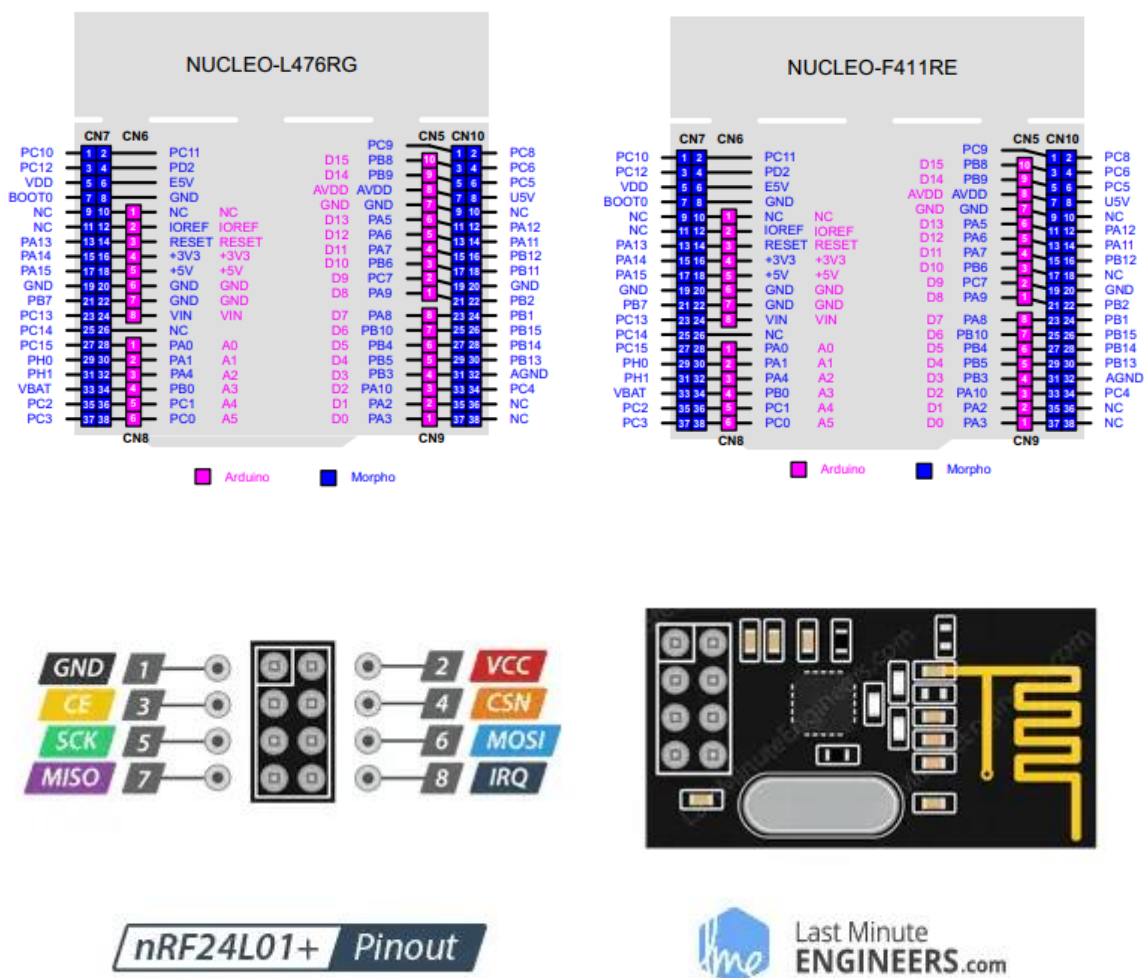 NUCLEO-L476RG
CN7 CN6 CN5 CN10
PC9
PC10 1 2 PC11 D15 PB8 10 1 2 PC8
PC12 3 4 PD2 D14 PB9 9 3 4 PC6
VDD 5 6 E5V AVDD AVDD 8 5 6 PC5
BOOT0 7 8 GND GND GND 7 7 8 U5V
NC 9 10 1 NC NC D13 PA5 6 9 10 NC
NC 11 12 2 IOREF IOREF D12 PA6 5 11 12 PA12
PA13 13 14 3 RESET RESET D11 PA7 4 13 14 PA11
PA14 15 16 4 +3V3 +3V3 D10 PB6 3 15 16 PB12
PA15 17 18 5 +5V +5V D9 PC7 2 17 18 PB11
GND 19 20 6 GND GND D8 PA9 1 19 20 GND
PB7 21 22 7 GND GND 21 22 PB2
PC13 23 24 8 VIN VIN D7 PA8 8 23 24 PB1
PC14 25 26 NC D6 PB10 7 25 26 PB15
PC15 27 28 1 PA0 A0 D5 PB4 6 27 28 PB14
PH0 29 30 2 PA1 A1 D4 PB5 5 29 30 PB13
PH1 31 32 3 PA4 A2 D3 PB3 4 31 32 AGND
VBAT 33 34 4 PB0 A3 D2 PA10 3 33 34 PC4
PC2 35 36 5 PC1 A4 D1 PA2 2 35 36 NC
PC3 37 38 6 PC0 A5 D0 PA3 1 37 38 NC
CN8 CN9
Arduino Morpho
NUCLEO-F411RE
CN7 CN6 CN5 CN10
PC9
PC10 1 2 PC11 D15 PB8 10 1 2 PC8
PC12 3 4 PD2 D14 PB9 9 3 4 PC6
VDD 5 6 E5V AVDD AVDD 8 5 6 PC5
BOOT0 7 8 GND GND GND 7 7 8 U5V
NC 9 10 1 NC NC D13 PA5 6 9 10 NC
NC 11 12 2 IOREF IOREF D12 PA6 5 11 12 PA12
PA13 13 14 3 RESET RESET D11 PA7 4 13 14 PA11
PA14 15 16 4 +3V3 +3V3 D10 PB6 3 15 16 PB12
PA15 17 18 5 +5V +5V D9 PC7 2 17 18 NC
GND 19 20 6 GND GND D8 PA9 1 19 20 GND
PB7 21 22 7 GND GND 21 22 PB2
PC13 23 24 8 VIN VIN D7 PA8 8 23 24 PB1
PC14 25 26 NC D6 PB10 7 25 26 PB15
PC15 27 28 1 PA0 A0 D5 PB4 6 27 28 PB14
PH0 29 30 2 PA1 A1 D4 PB5 5 29 30 PB13
PH1 31 32 3 PA4 A2 D3 PB3 4 31 32 AGND
VBAT 33 34 4 PB0 A3 D2 PA10 3 33 34 PC4
PC2 35 36 5 PC1 A4 D1 PA2 2 35 36 NC
PC3 37 38 6 PC0 A5 D0 PA3 1 37 38 NC
CN8 CN9
Arduino Morpho
GND 1 2 VCC
CE 3 4 CSN
SCK 5 6 MOSI
MISO 7 8 IRQ
nRF24L01+ Pinout
lme
Last Minute
ENGINEERS.com